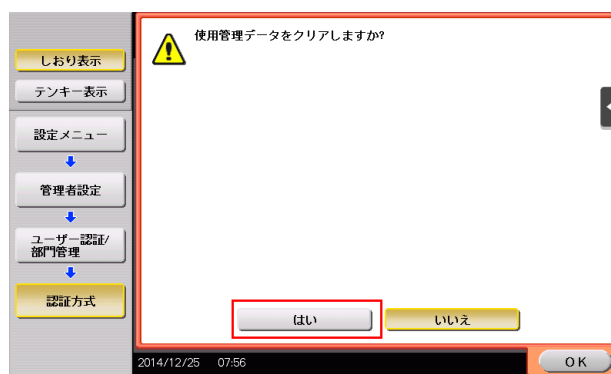 しおり表示
テンキー表示
設定メニュー
管理者設定
ユーザー認証/
部門管理
認証方式
使用管理データをクリアしますか?
はい
いいえ
2014/12/25 07:56
OK